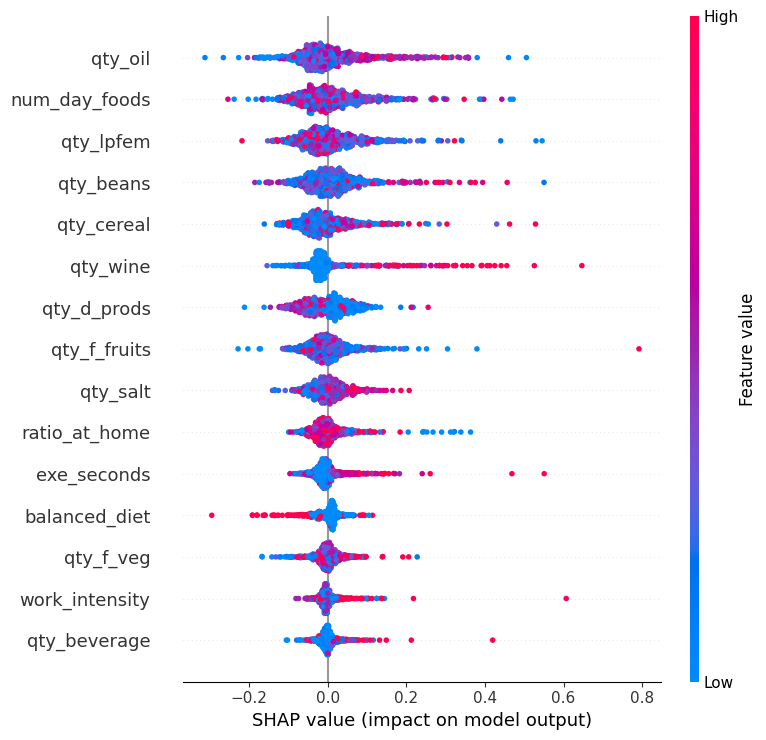 High
qty_oil
num_day_foods
qty_lpfem
qty_beans
qty_cereal
qty_wine
qty_d_prods
qty_f_fruits
qty_salt
ratio_at_home
exe_seconds
balanced_diet
qty_f_veg
work_intensity
qty_beverage
Feature value
Low
−0.2 0.0 0.2 0.4 0.6 0.8
SHAP value (impact on model output)